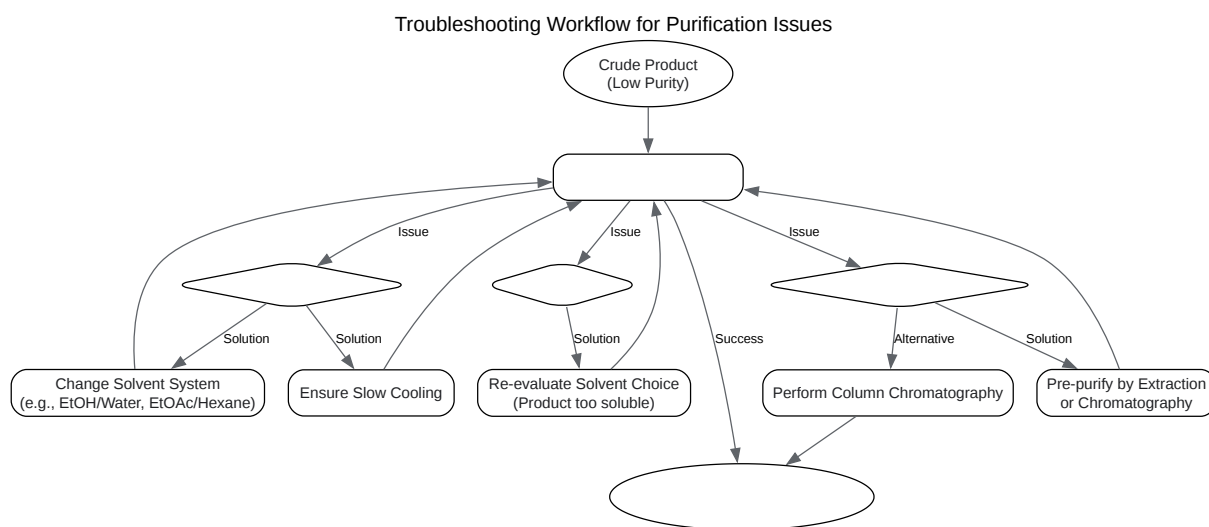 Troubleshooting Workflow for Purification Issues
Crude Product
(Low Purity)
Issue
Issue
Issue
Solution
Solution
Solution
Success
Alternative
Solution
Change Solvent System
(e.g., EtOH/Water, EtOAc/Hexane)
Ensure Slow Cooling
Re-evaluate Solvent Choice
(Product too soluble)
Perform Column Chromatography
Pre-purify by Extraction
or Chromatography